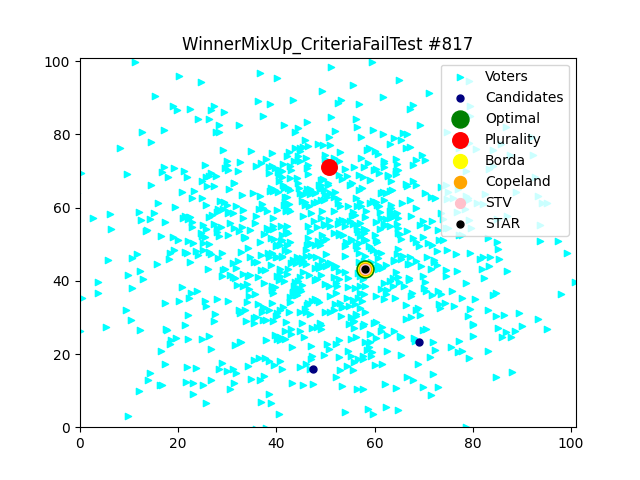 WinnerMixUp_CriteriaFailTest #817
100
80
60
40
20
0
0 20 40 60 80 100
Voters
Candidates
Optimal
Plurality
Borda
Copeland
STV
STAR